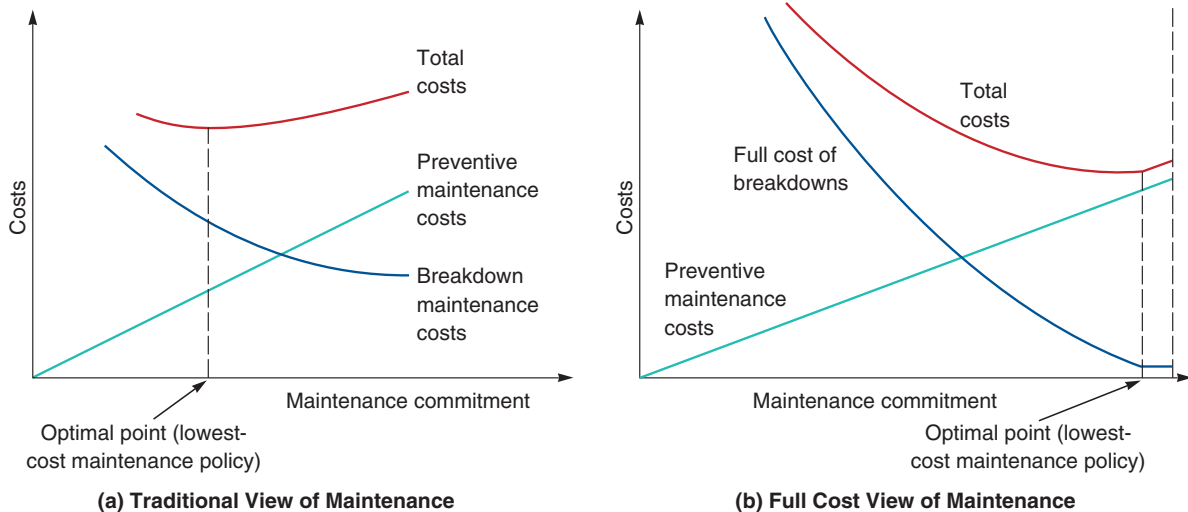 Costs
Total
costs
Preventive
maintenance
costs
Breakdown
maintenance
costs
Maintenance commitment
Optimal point (lowest-
cost maintenance policy)
(a) Traditional View of Maintenance
Costs
Total
costs
Full cost of
breakdowns
Preventive
maintenance
costs
Maintenance commitment
Optimal point (lowest-
cost maintenance policy)
(b) Full Cost View of Maintenance